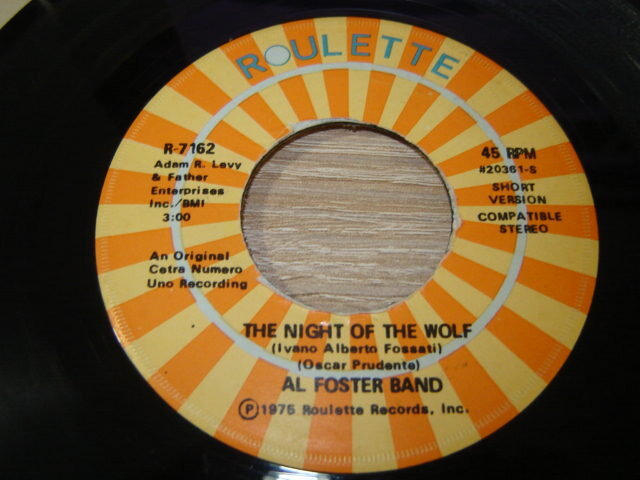 ROULETTE
R-7162
Adam R. Levy
& Father
Enterprises
Inc./BMI
3:00
An Original
Cetra Numero
Uno Recording
45 RPM
#20361-S
SHORT
VERSION
COMPATIBLE
STEREO
THE NIGHT OF THE WOLF
(Ivano Alberto Fossati)
(Oscar Prudente)
AL FOSTER BAND
Ⓟ1975 Roulette Records, Inc.